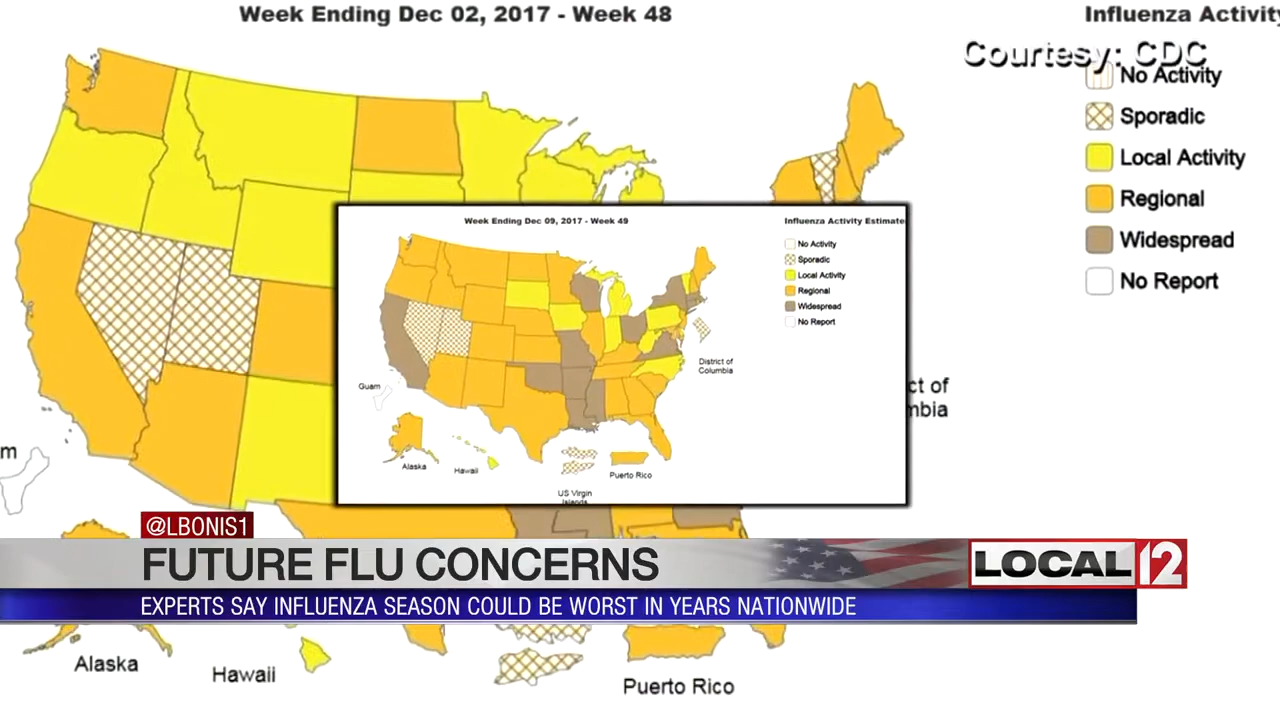 Week Ending Dec 02, 2017 - Week 48
Influenza Activity
Courtesy: CDC
No Activity
Sporadic
Local Activity
Regional
Widespread
No Report
Week Ending Dec 09, 2017 - Week 49
Influenza Activity Estimate
No Activity
Sporadic
Local Activity
Regional
Widespread
No Report
District of
Columbia
Guam
Alaska
Hawaii
Puerto Rico
US Virgin
Islands
ct of
mbia
m
@LBONIS1
FUTURE FLU CONCERNS
LOCAL 12
EXPERTS SAY INFLUENZA SEASON COULD BE WORST IN YEARS NATIONWIDE
Alaska
Hawaii
Puerto Rico